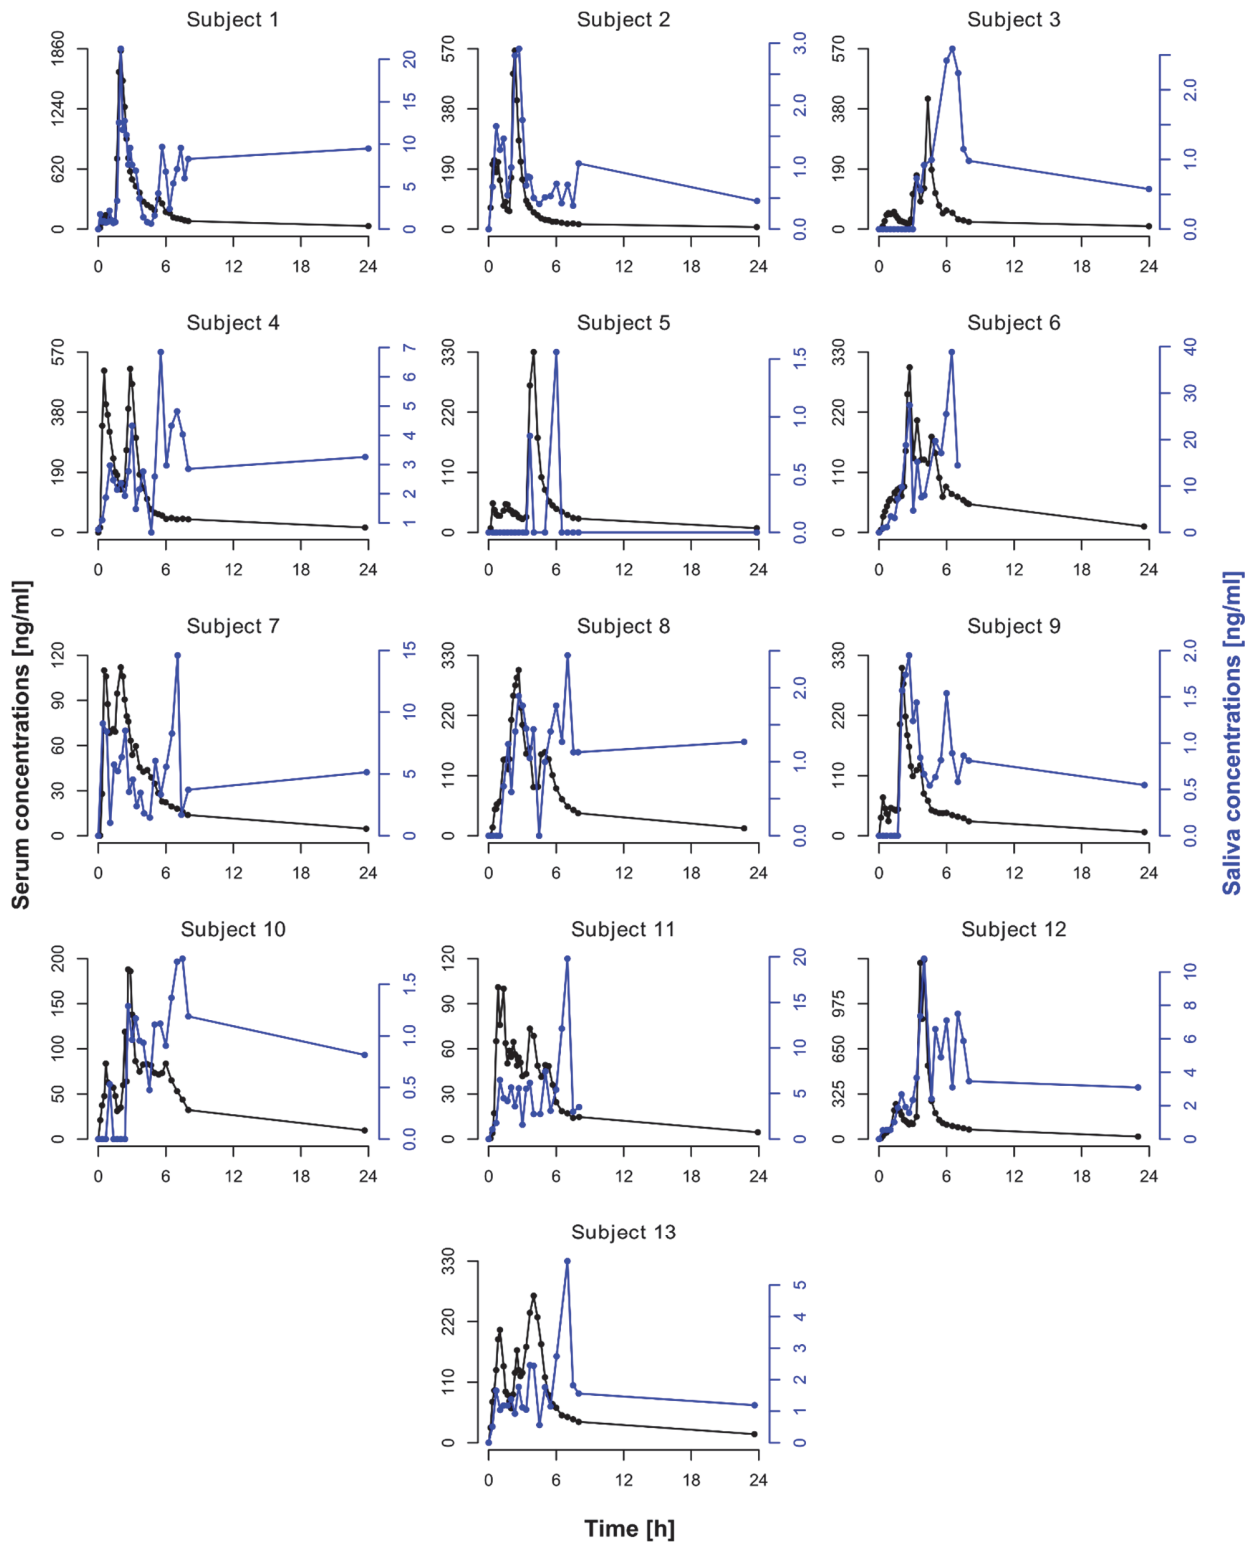 Subject 1
Subject 2
Subject 3
0 620 1240 1860
0 5 10 15 20
0 190 380 570
0.0 1.0 2.0 3.0
0 190 380 570
0.0 1.0 2.0
0 6 12 18 24
0 6 12 18 24
0 6 12 18 24
Subject 4
Subject 5
Subject 6
0 190 380 570
1 2 3 4 5 6 7
0 110 220 330
0.0 0.5 1.0 1.5
0 110 220 330
0 10 20 30 40
0 6 12 18 24
0 6 12 18 24
0 6 12 18 24
Serum concentrations [ng/ml]
Saliva concentrations [ng/ml]
Subject 7
Subject 8
Subject 9
0 30 60 90 120
0 5 10 15
0 110 220 330
0.0 1.0 2.0
0 110 220 330
0.0 0.5 1.0 1.5 2.0
0 6 12 18 24
0 6 12 18 24
0 6 12 18 24
Subject 10
Subject 11
Subject 12
0 50 100 150 200
0.0 0.5 1.0 1.5
0 30 60 90 120
0 5 10 15 20
0 325 650 975
0 2 4 6 8 10
0 6 12 18 24
0 6 12 18 24
0 6 12 18 24
Subject 13
0 110 220 330
0 1 2 3 4 5
0 6 12 18 24
Time [h]